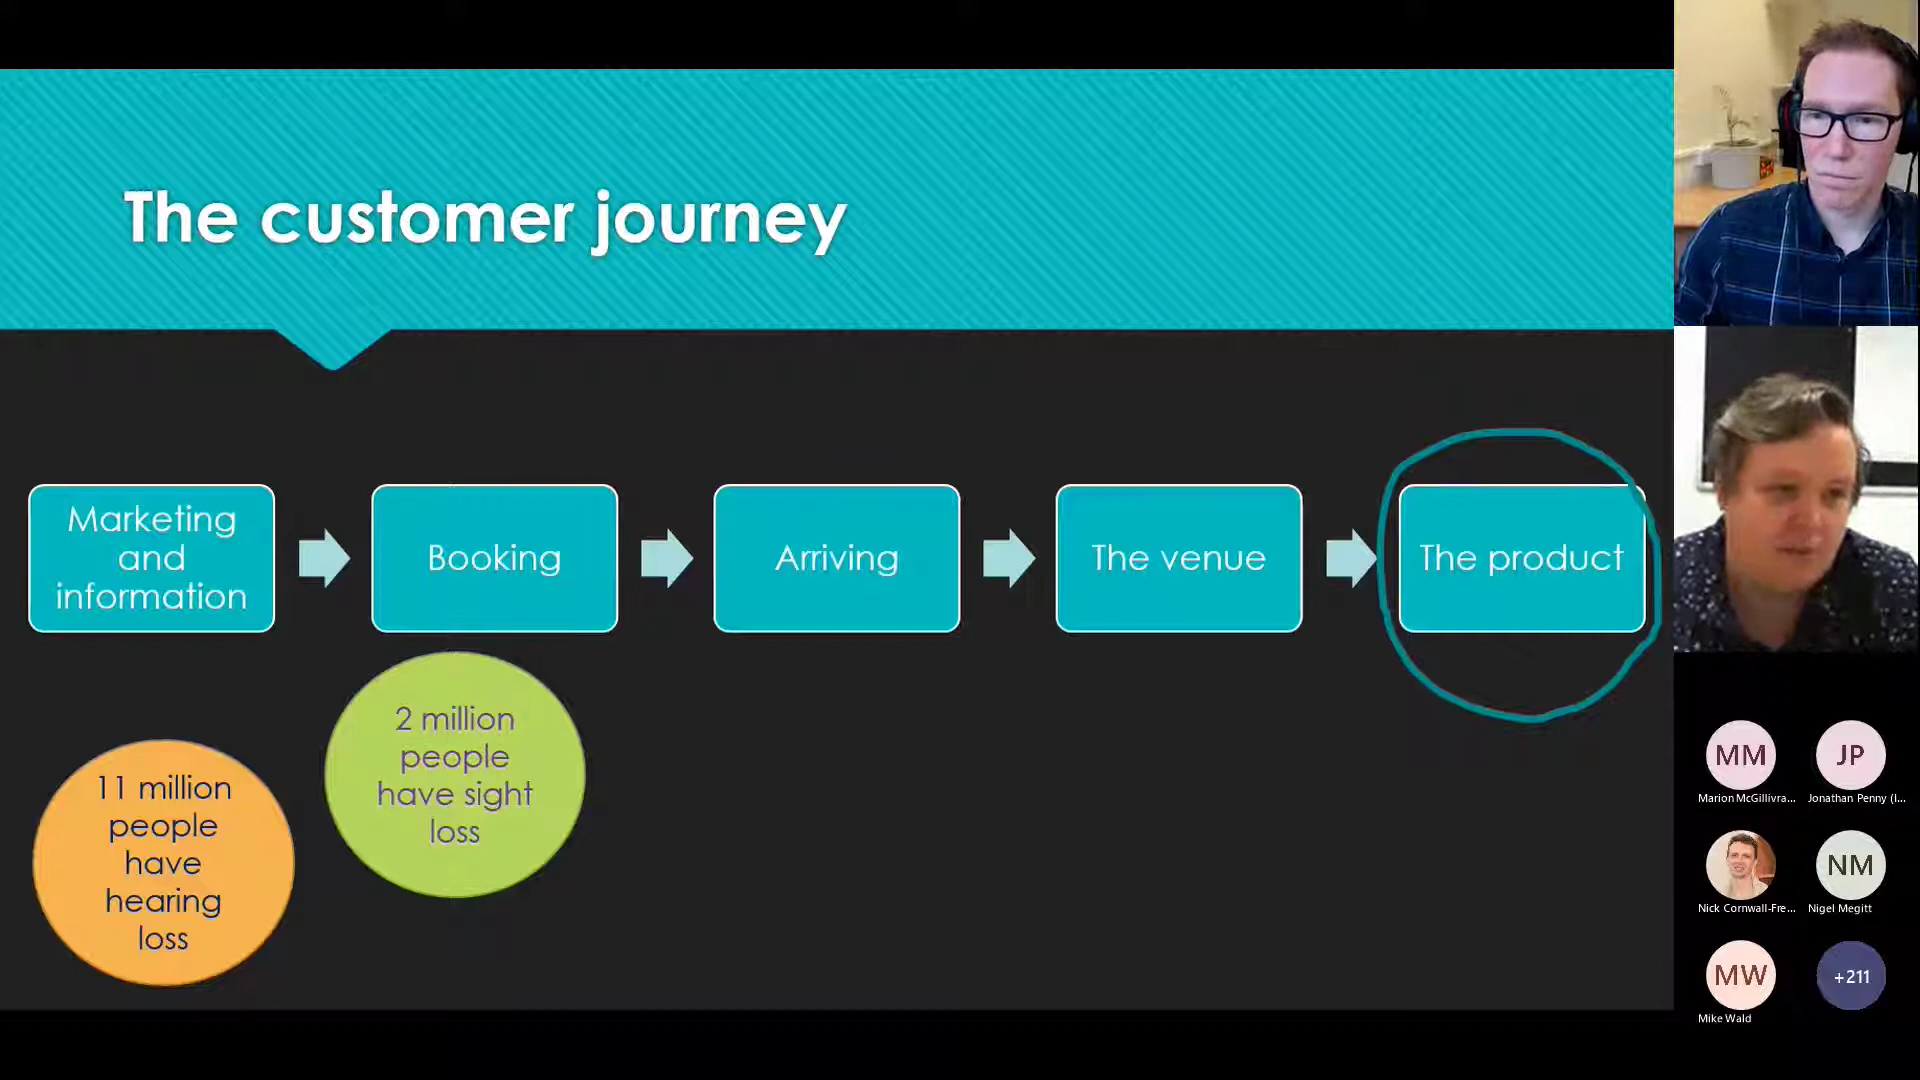 The customer journey
Marketing
and
information
Booking
Arriving
The venue
The product
2 million
people
have sight
loss
11 million
people
have
hearing
loss
MM
JP
Marion McGillivra...
Jonathan Penny (I...
NM
Nick Cornwall-Fre...
Nigel Megitt
MW
+211
Mike Wald